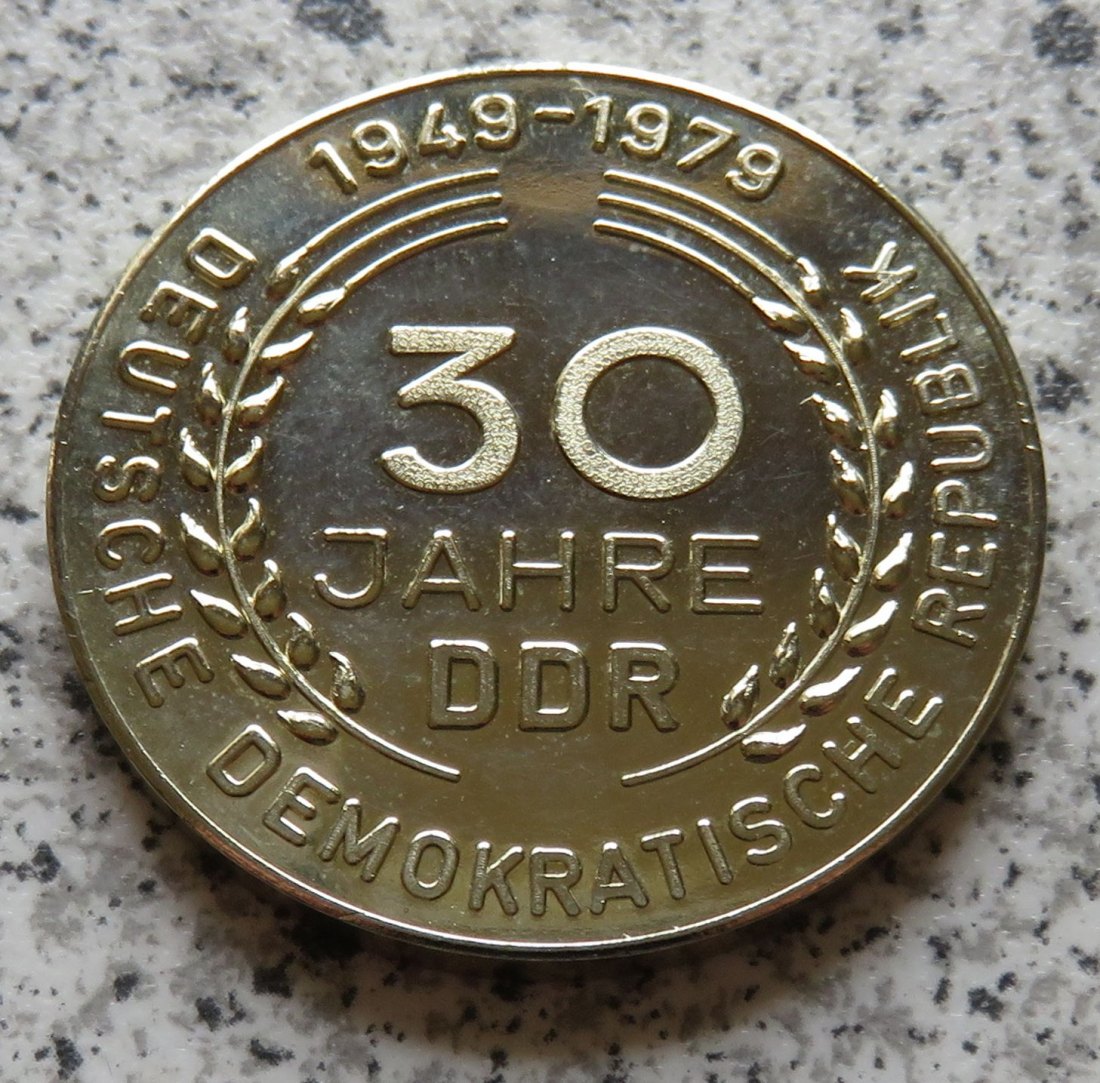 1949-1979
30
JAHRE
DDR
DEUTSCHE DEMOKRATISCHE REPUBLIK